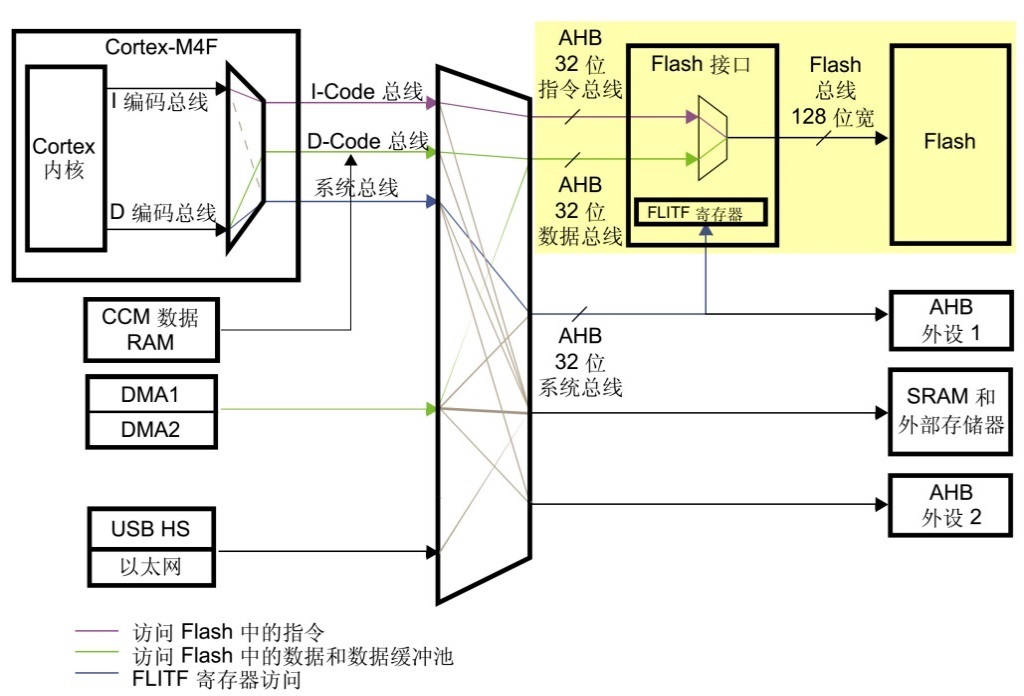 Cortex-M4F
Cortex
内核
I 编码总线
D 编码总线
I-Code 总线
D-Code 总线
系统总线
CCM 数据
RAM
DMA1
DMA2
USB HS
以太网
AHB
32 位
指令总线
AHB
32 位
数据总线
AHB
32 位
系统总线
Flash 接口
FLITF 寄存器
Flash
总线
128 位宽
Flash
AHB
外设 1
SRAM 和
外部存储器
AHB
外设 2
访问 Flash 中的指令
访问 Flash 中的数据和数据缓冲池
FLITF 寄存器访问